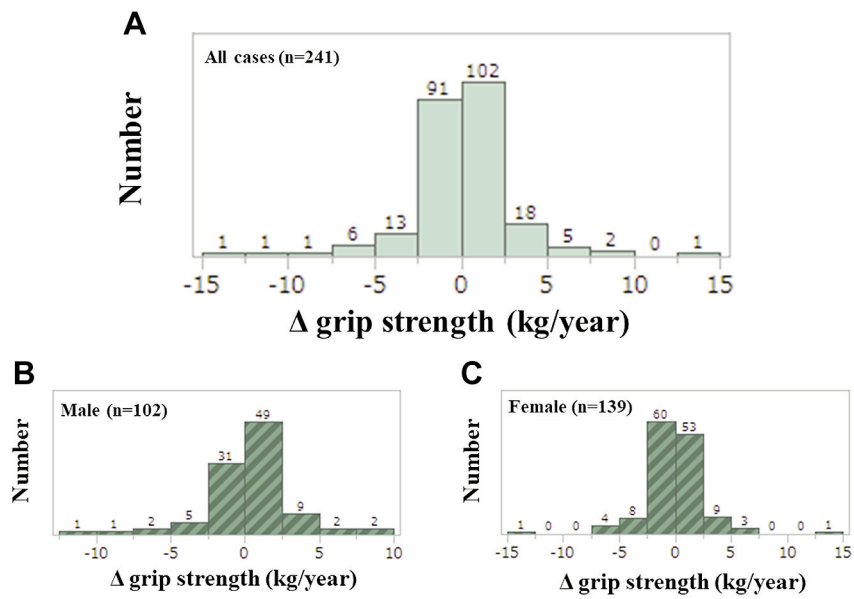 A
All cases (n=241)
Number
1 1 1 6 13 91 102 18 5 2 0 1
-15 -10 -5 0 5 10 15
Δ grip strength (kg/year)
B
Male (n=102)
Number
1 1 2 5 31 49 9 2 2
-10 -5 0 5 10
Δ grip strength (kg/year)
C
Female (n=139)
Number
1 0 0 4 8 60 53 9 3 0 0 1
-15 -10 -5 0 5 10 15
Δ grip strength (kg/year)